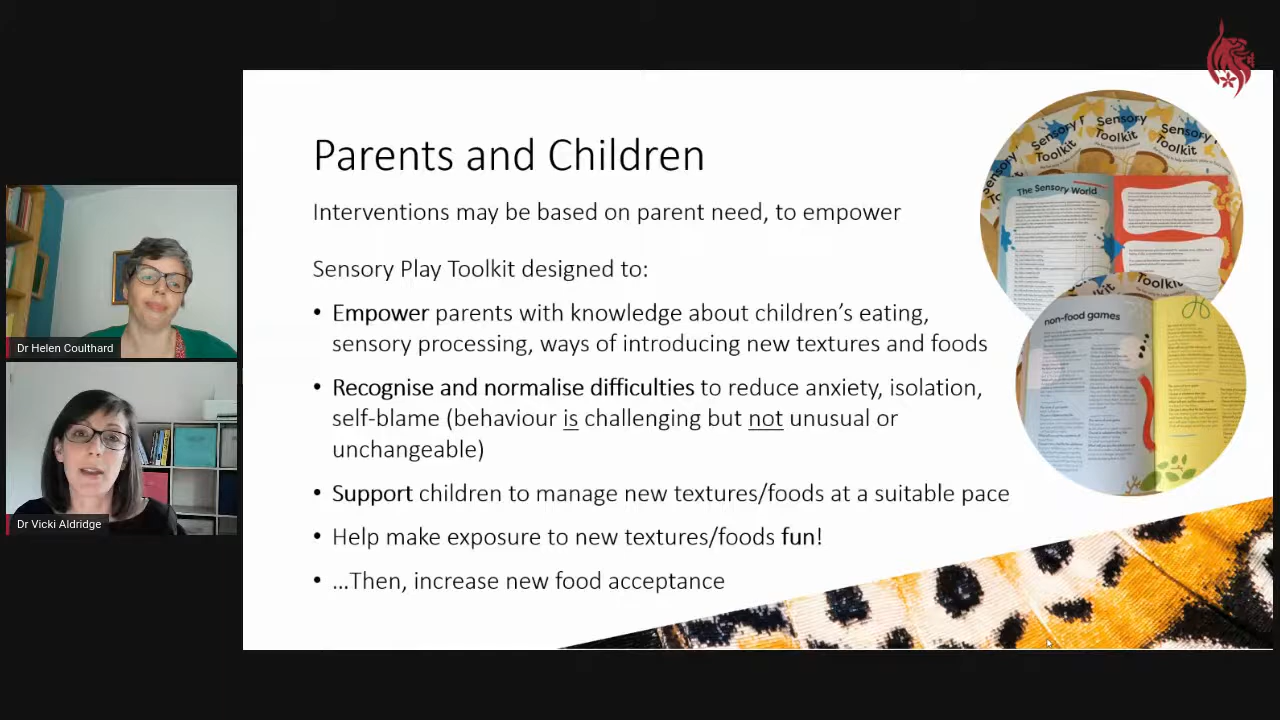 Parents and Children
Interventions may be based on parent need, to empower
Sensory Play Toolkit designed to:
• Empower parents with knowledge about children's eating,
sensory processing, ways of introducing new textures and foods
• Recognise and normalise difficulties to reduce anxiety, isolation,
self-blame (behaviour is challenging but not unusual or
unchangeable)
• Support children to manage new textures/foods at a suitable pace
• Help make exposure to new textures/foods fun!
• …Then, increase new food acceptance
Sensory
Toolkit
Sensory
Toolkit
Sensory
Toolkit
The Sensory World
Toolkit
non-food games
Dr Helen Coulthard
Dr Vicki Aldridge